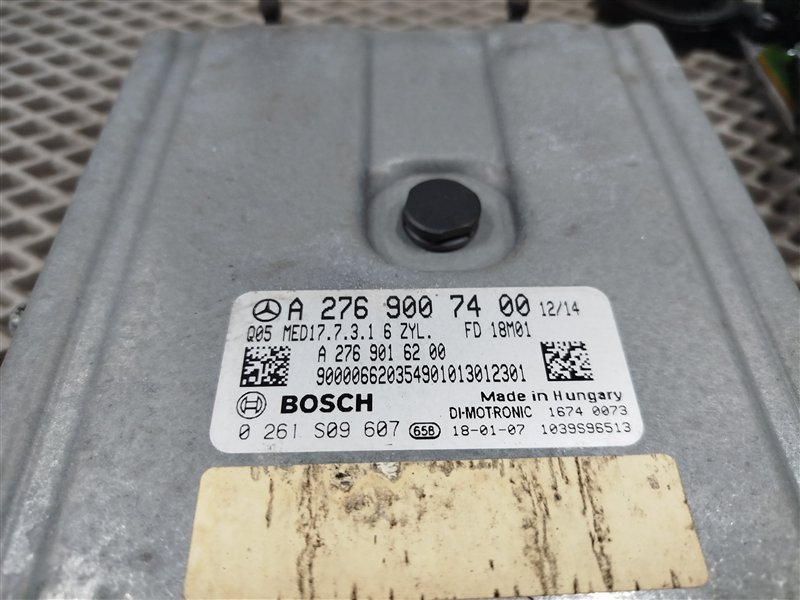 A 276 900 74 00 12/14
Q05 MED17.7.3.1 6 ZYL. FD 18M01
A 276 901 62 00
900006620354901013012301
Made in Hungary
BOSCH DI-MOTRONIC 1674 0073
0 261 S09 607 65B 18-01-07 1039S96513